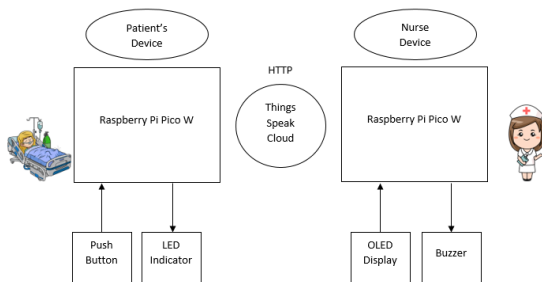 Patient's
Device
Nurse
Device
HTTP
Raspberry Pi Pico W
Things
Speak
Cloud
Raspberry Pi Pico W
Push
Button
LED
Indicator
OLED
Display
Buzzer